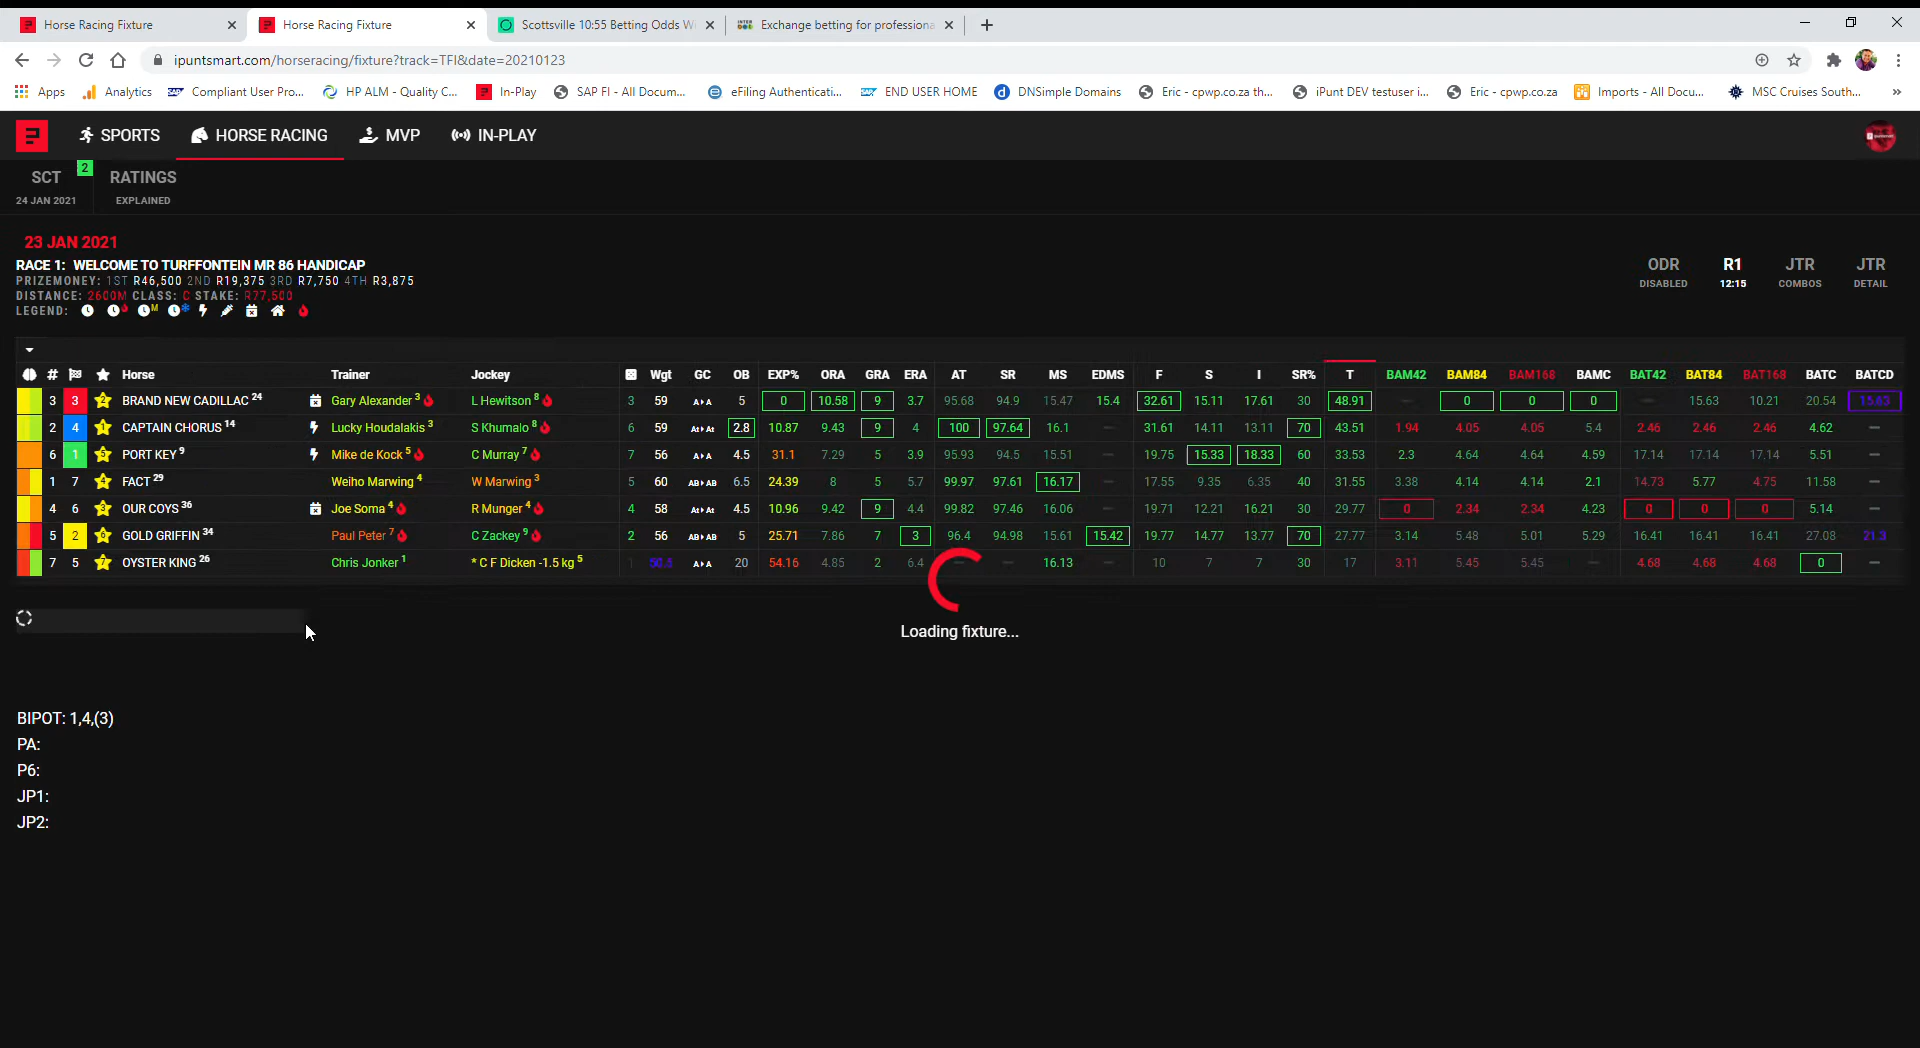 Horse Racing Fixture
Horse Racing Fixture
Scottsville 10:55 Betting Odds W
Exchange betting for professiona
ipuntsmart.com/horseracing/fixture?track=TFI&date=20210123
Apps Analytics Compliant User Pro... HP ALM - Quality C... In-Play SAP FI - All Docum... eFiling Authenticati... END USER HOME DNSimple Domains Eric - cpwp.co.za th... iPunt DEV testuser i... Eric - cpwp.co.za Imports - All Docu... MSC Cruises South... »
SPORTS HORSE RACING MVP IN-PLAY
SCT 2 RATINGS
24 JAN 2021 EXPLAINED
23 JAN 2021
RACE 1: WELCOME TO TURFFONTEIN MR 86 HANDICAP
PRIZEMONEY: 1ST R46,500 2ND R19,375 3RD R7,750 4TH R3,875
DISTANCE: 2600M CLASS: C STAKE: R77,500
LEGEND: M
ODR R1 JTR JTR
DISABLED 12:15 COMBOS DETAIL
# Horse Trainer Jockey Wgt GC OB EXP% ORA GRA ERA AT SR MS EDMS F S I SR% T BAM42 BAM84 BAM168 BAMC BAT42 BAT84 BAT168 BATC BATCD
3 3 2 BRAND NEW CADILLAC 24 Gary Alexander 3 L Hewitson 8 3 59 A▸A 5 0 10.58 9 3.7 95.68 94.9 15.47 15.4 32.61 15.11 17.61 30 48.91 — 0 0 0 — 15.63 10.21 20.54 15.63
2 4 1 CAPTAIN CHORUS 14 Lucky Houdalakis 3 S Khumalo 8 6 59 At▸At 2.8 10.87 9.43 9 4 100 97.64 16.1 — 31.61 14.11 13.11 70 43.51 1.94 4.05 4.05 5.4 2.46 2.46 2.46 4.62 —
6 1 5 PORT KEY 9 Mike de Kock 5 C Murray 7 7 56 A▸A 4.5 31.1 7.29 5 3.9 95.93 94.5 15.51 — 19.75 15.33 18.33 60 33.53 2.3 4.64 4.64 4.59 17.14 17.14 17.14 5.51 —
1 7 4 FACT 29 Weiho Marwing 4 W Marwing 3 5 60 AB▸AB 6.5 24.39 8 5 5.7 99.97 97.61 16.17 — 17.55 9.35 6.35 40 31.55 3.38 4.14 4.14 2.1 14.73 5.77 4.75 11.58 —
4 6 3 OUR COYS 36 Joe Soma 4 R Munger 4 4 58 At▸At 4.5 10.96 9.42 9 4.4 99.82 97.46 16.06 — 19.71 12.21 16.21 30 29.77 0 2.34 2.34 4.23 0 0 0 5.14 —
5 2 GOLD GRIFFIN 34 Paul Peter 7 C Zackey 9 2 56 AB▸AB 5 25.71 7.86 7 3 96.4 94.98 15.61 15.42 19.77 14.77 13.77 70 27.77 3.14 5.48 5.01 5.29 16.41 16.41 16.41 27.08 21.3
7 5 7 OYSTER KING 26 Chris Jonker 1 * C F Dicken -1.5 kg 5 1 50.5 A▸A 20 54.16 4.85 2 6.4 — — 16.13 — 10 7 7 30 17 3.11 5.45 5.45 — 4.68 4.68 4.68 0 —
Loading fixture...
BIPOT: 1,4,(3)
PA:
P6:
JP1:
JP2: